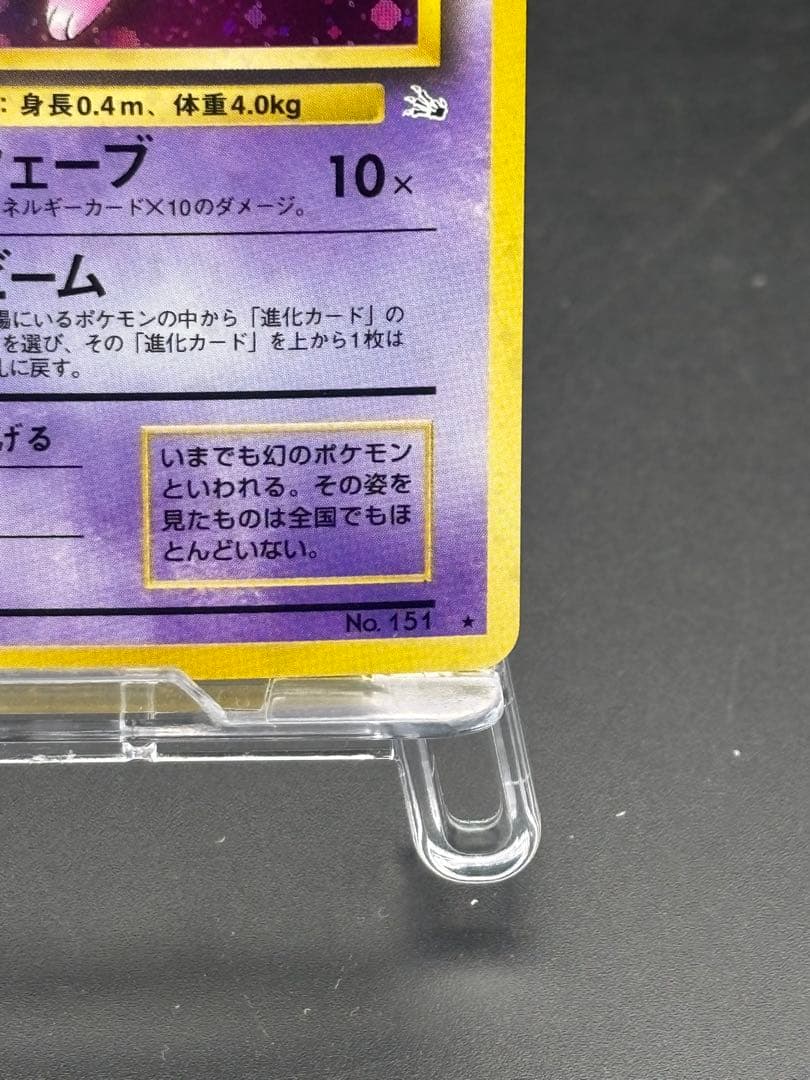 ：身長0.4m、体重4.0kg
ェーブ 10×
ネルギーカード×10のダメージ。
ビーム
場にいるポケモンの中から「進化カード」の
を選び、その「進化カード」を上から1枚は
に戻す。
げる
いまでも幻のポケモン
といわれる。その姿を
見たものは全国でもほ
とんどいない。
No. 151 ★